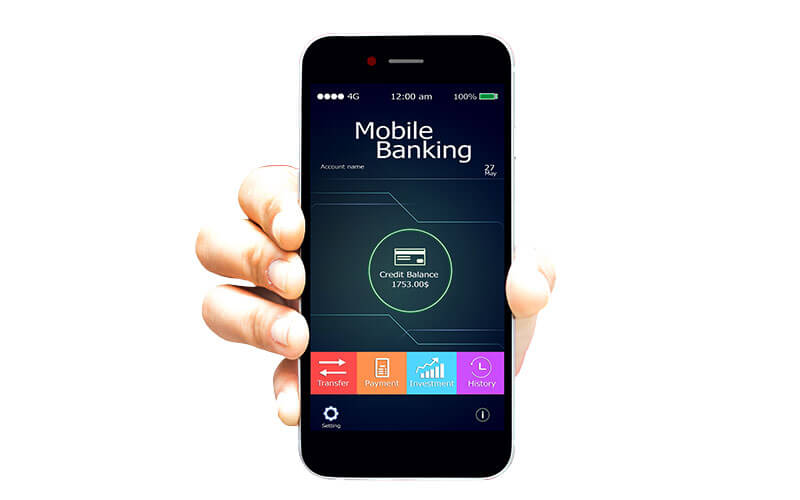 4G 12:00 am 100%
Mobile
Banking
Account name 27
May
Credit Balance
1753.00$
Transfer Payment Investment History
Setting